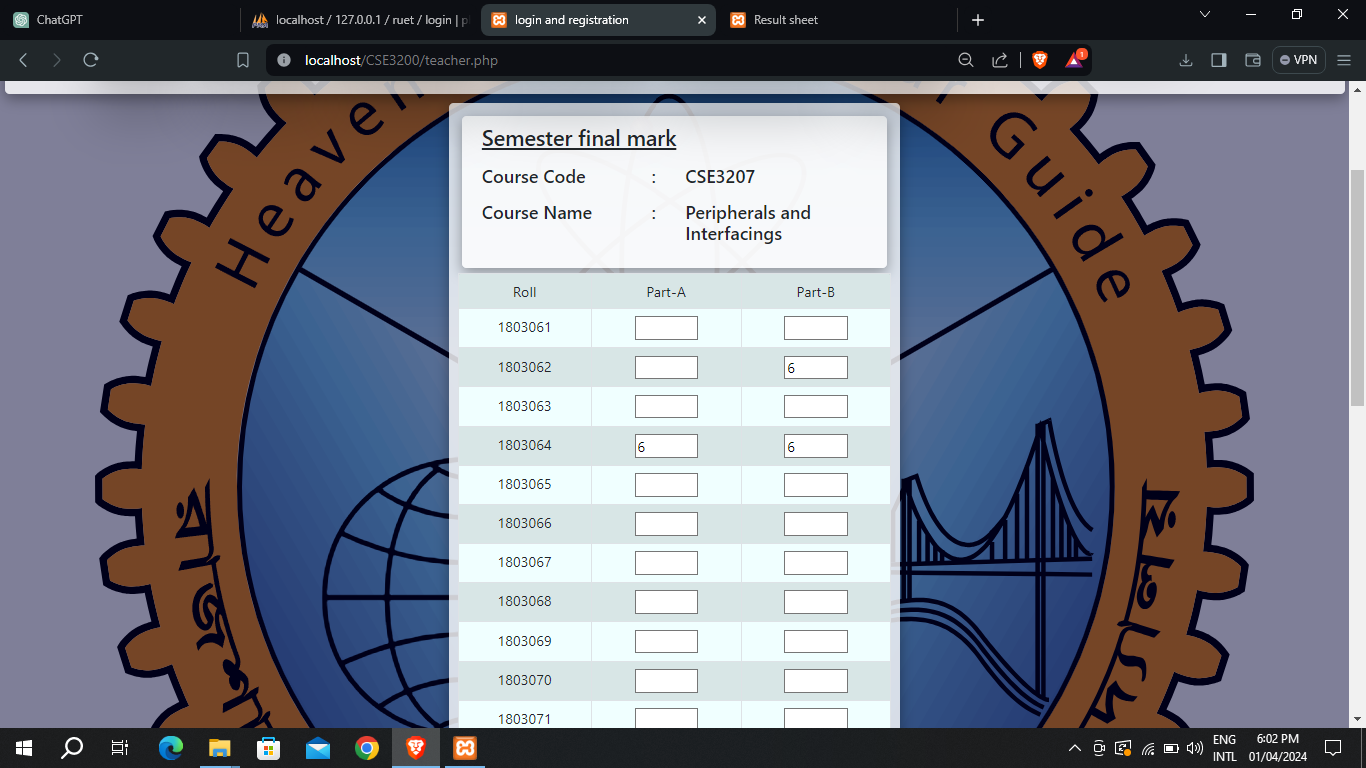 ChatGPT
localhost / 127.0.0.1 / ruet / login | p
login and registration
Result sheet
localhost/CSE3200/teacher.php
1
VPN
Heaven
Guide
Semester final mark
Course Code : CSE3207
Course Name : Peripherals and
Interfacings
Roll Part-A Part-B
1803061
1803062 6
1803063
1803064 6 6
1803065
1803066
1803067
1803068
1803069
1803070
1803071
ENG
INTL
6:02 PM
01/04/2024